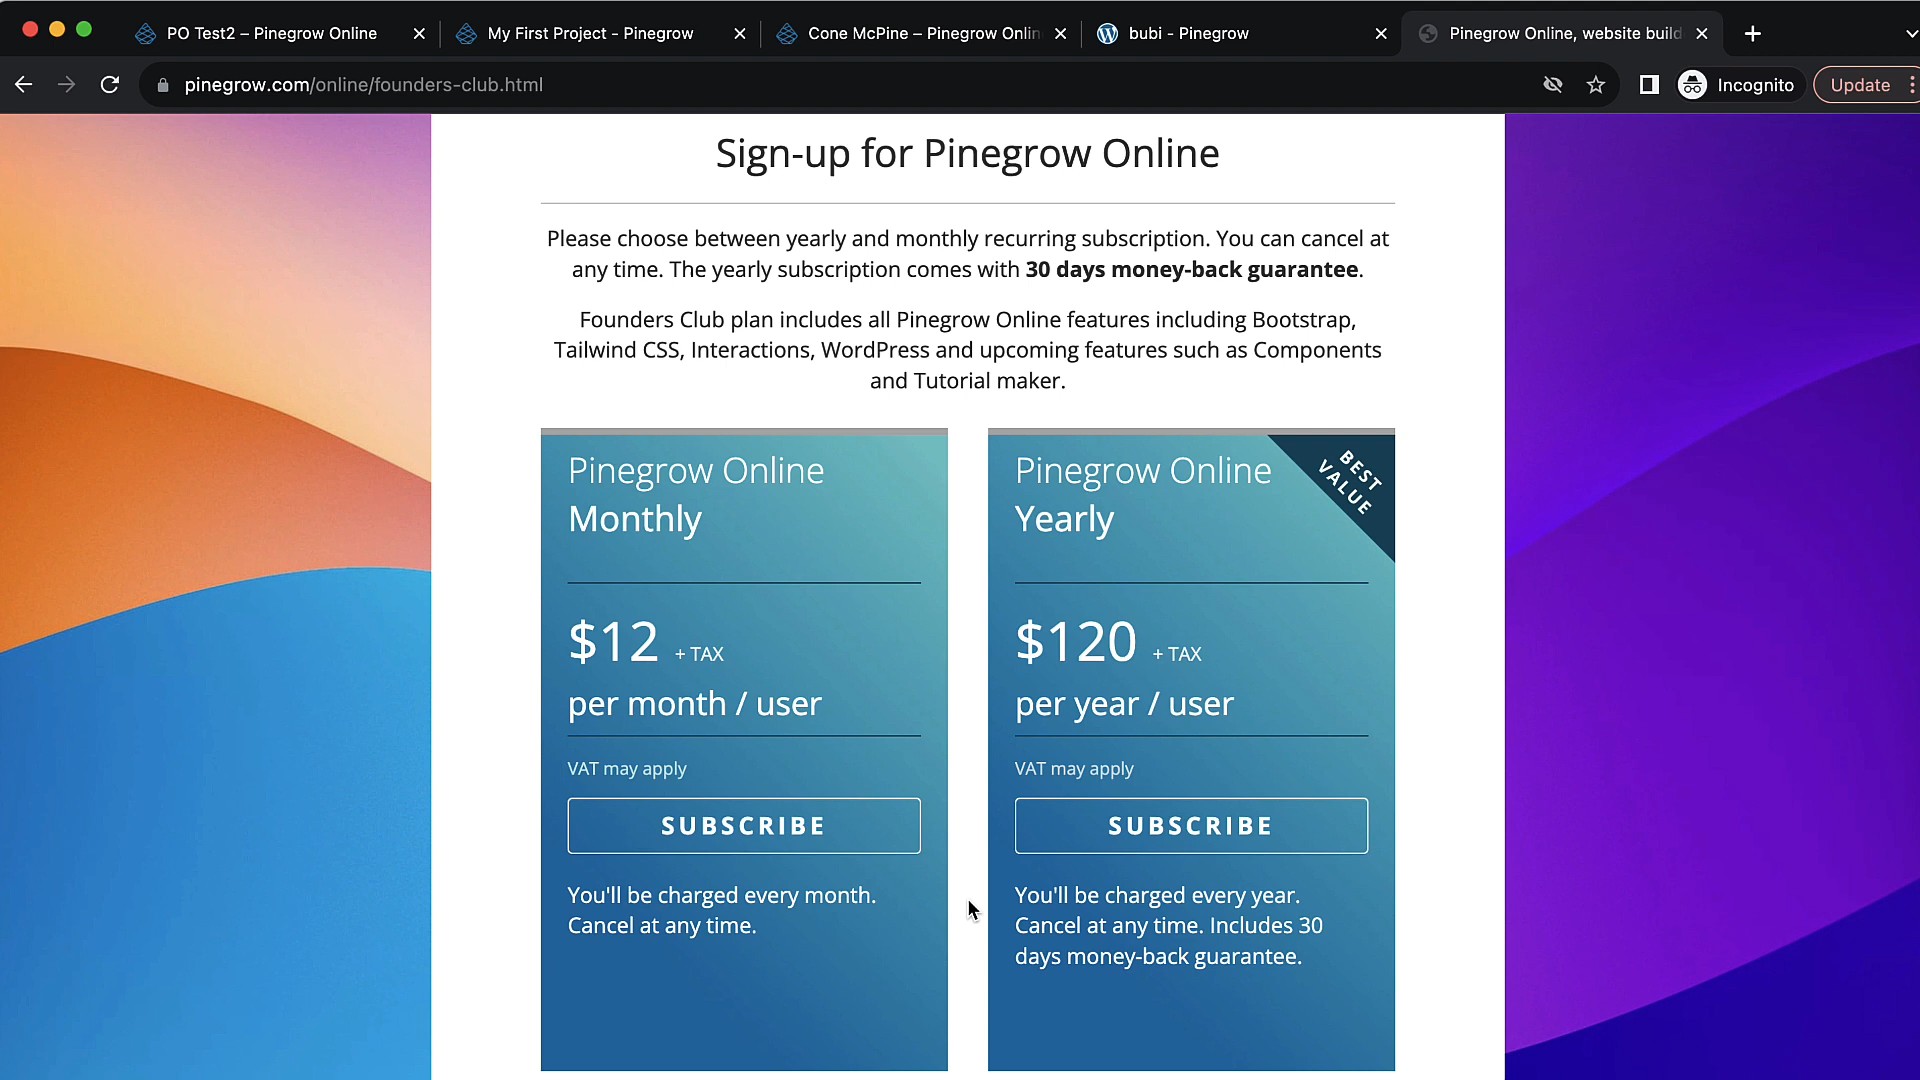 PO Test2 – Pinegrow Online
My First Project - Pinegrow
Cone McPine – Pinegrow Onlin
bubi - Pinegrow
Pinegrow Online, website build
pinegrow.com/online/founders-club.html
Incognito
Update
Sign-up for Pinegrow Online
Please choose between yearly and monthly recurring subscription. You can cancel at
any time. The yearly subscription comes with 30 days money-back guarantee.
Founders Club plan includes all Pinegrow Online features including Bootstrap,
Tailwind CSS, Interactions, WordPress and upcoming features such as Components
and Tutorial maker.
Pinegrow Online
Monthly
$12 + TAX
per month / user
VAT may apply
SUBSCRIBE
You'll be charged every month.
Cancel at any time.
Pinegrow Online
Yearly
BEST
VALUE
$120 + TAX
per year / user
VAT may apply
SUBSCRIBE
You'll be charged every year.
Cancel at any time. Includes 30
days money-back guarantee.